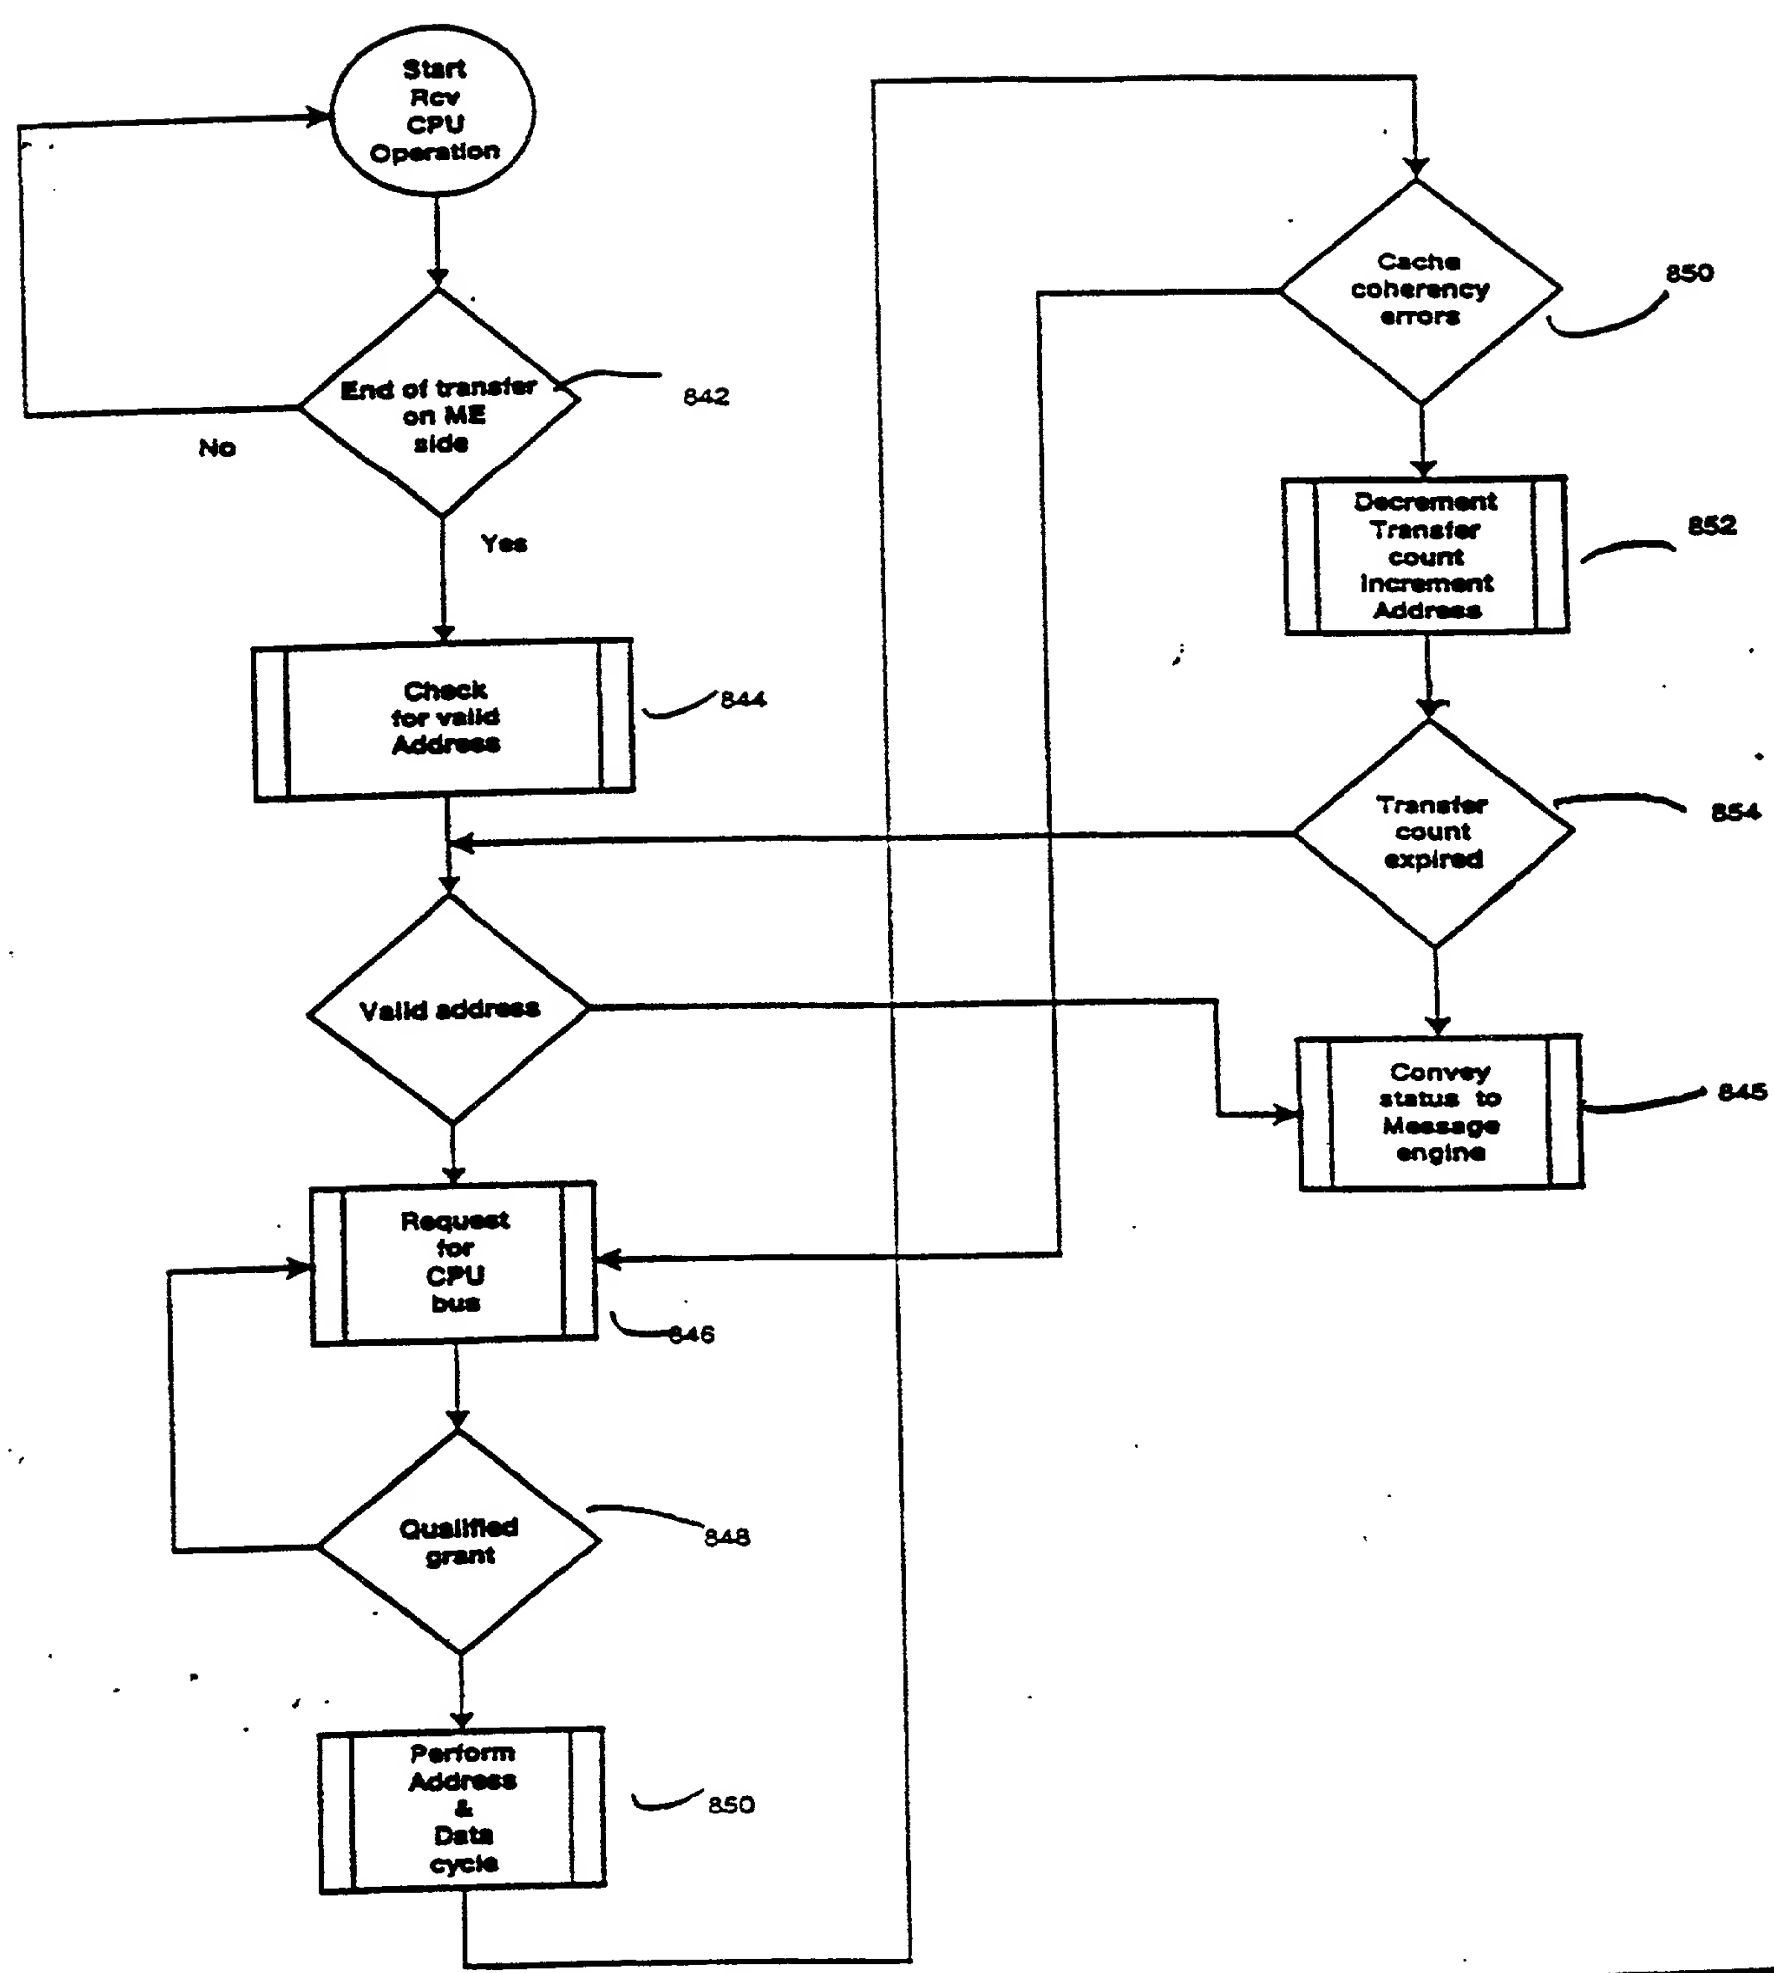 Start
Rcv
CPU
Operation
End of transfer
on ME
side
842
No
Yes
Check
for valid
Address
844
Valid address
Request
for
CPU
bus
846
Qualified
grant
848
Perform
Address
&
Data
cycle
850
Cache
coherency
errors
850
Decrement
Transfer
count
Increment
Address
852
Transfer
count
expired
854
Convey
status to
Message
engine
845